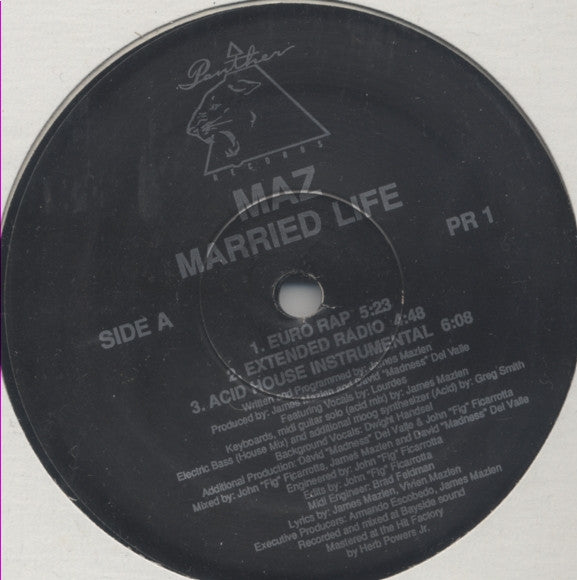 Panther
RECORDS
MAZ
MARRIED LIFE
PR 1
SIDE A
1. EURO RAP 5:23
2. EXTENDED RADIO 4:48
3. ACID HOUSE INSTRUMENTAL 6:08
Written and Programmed by: James Mazlen
Produced by: James Mazlen and David "Madness" Del Valle
Featuring Vocals by: Lourdes
Keyboards, midi guitar solo (acid mix) by: James Mazlen
Electric Bass (House Mix) and additional moog synthesizer (Acid) by: Greg Smith
Background Vocals: Dwight Handsel
Additional Production: David "Madness" Del Valle & John "Fig" Ficarrotta
Engineered by: John "Fig" Ficarrotta
Mixed by: John "Fig" Ficarrotta, James Mazlen and David "Madness" Del Valle
Edits by: John "Fig" Ficarrotta
Midi Engineer: Brad Feldman
Lyrics by: James Mazlen, Vivien Mazlen
Executive Producers: Armando Escobedo, James Mazlen
Recorded and mixed at Bayside sound
Mastered at the Hit Factory
by Herb Powers Jr.